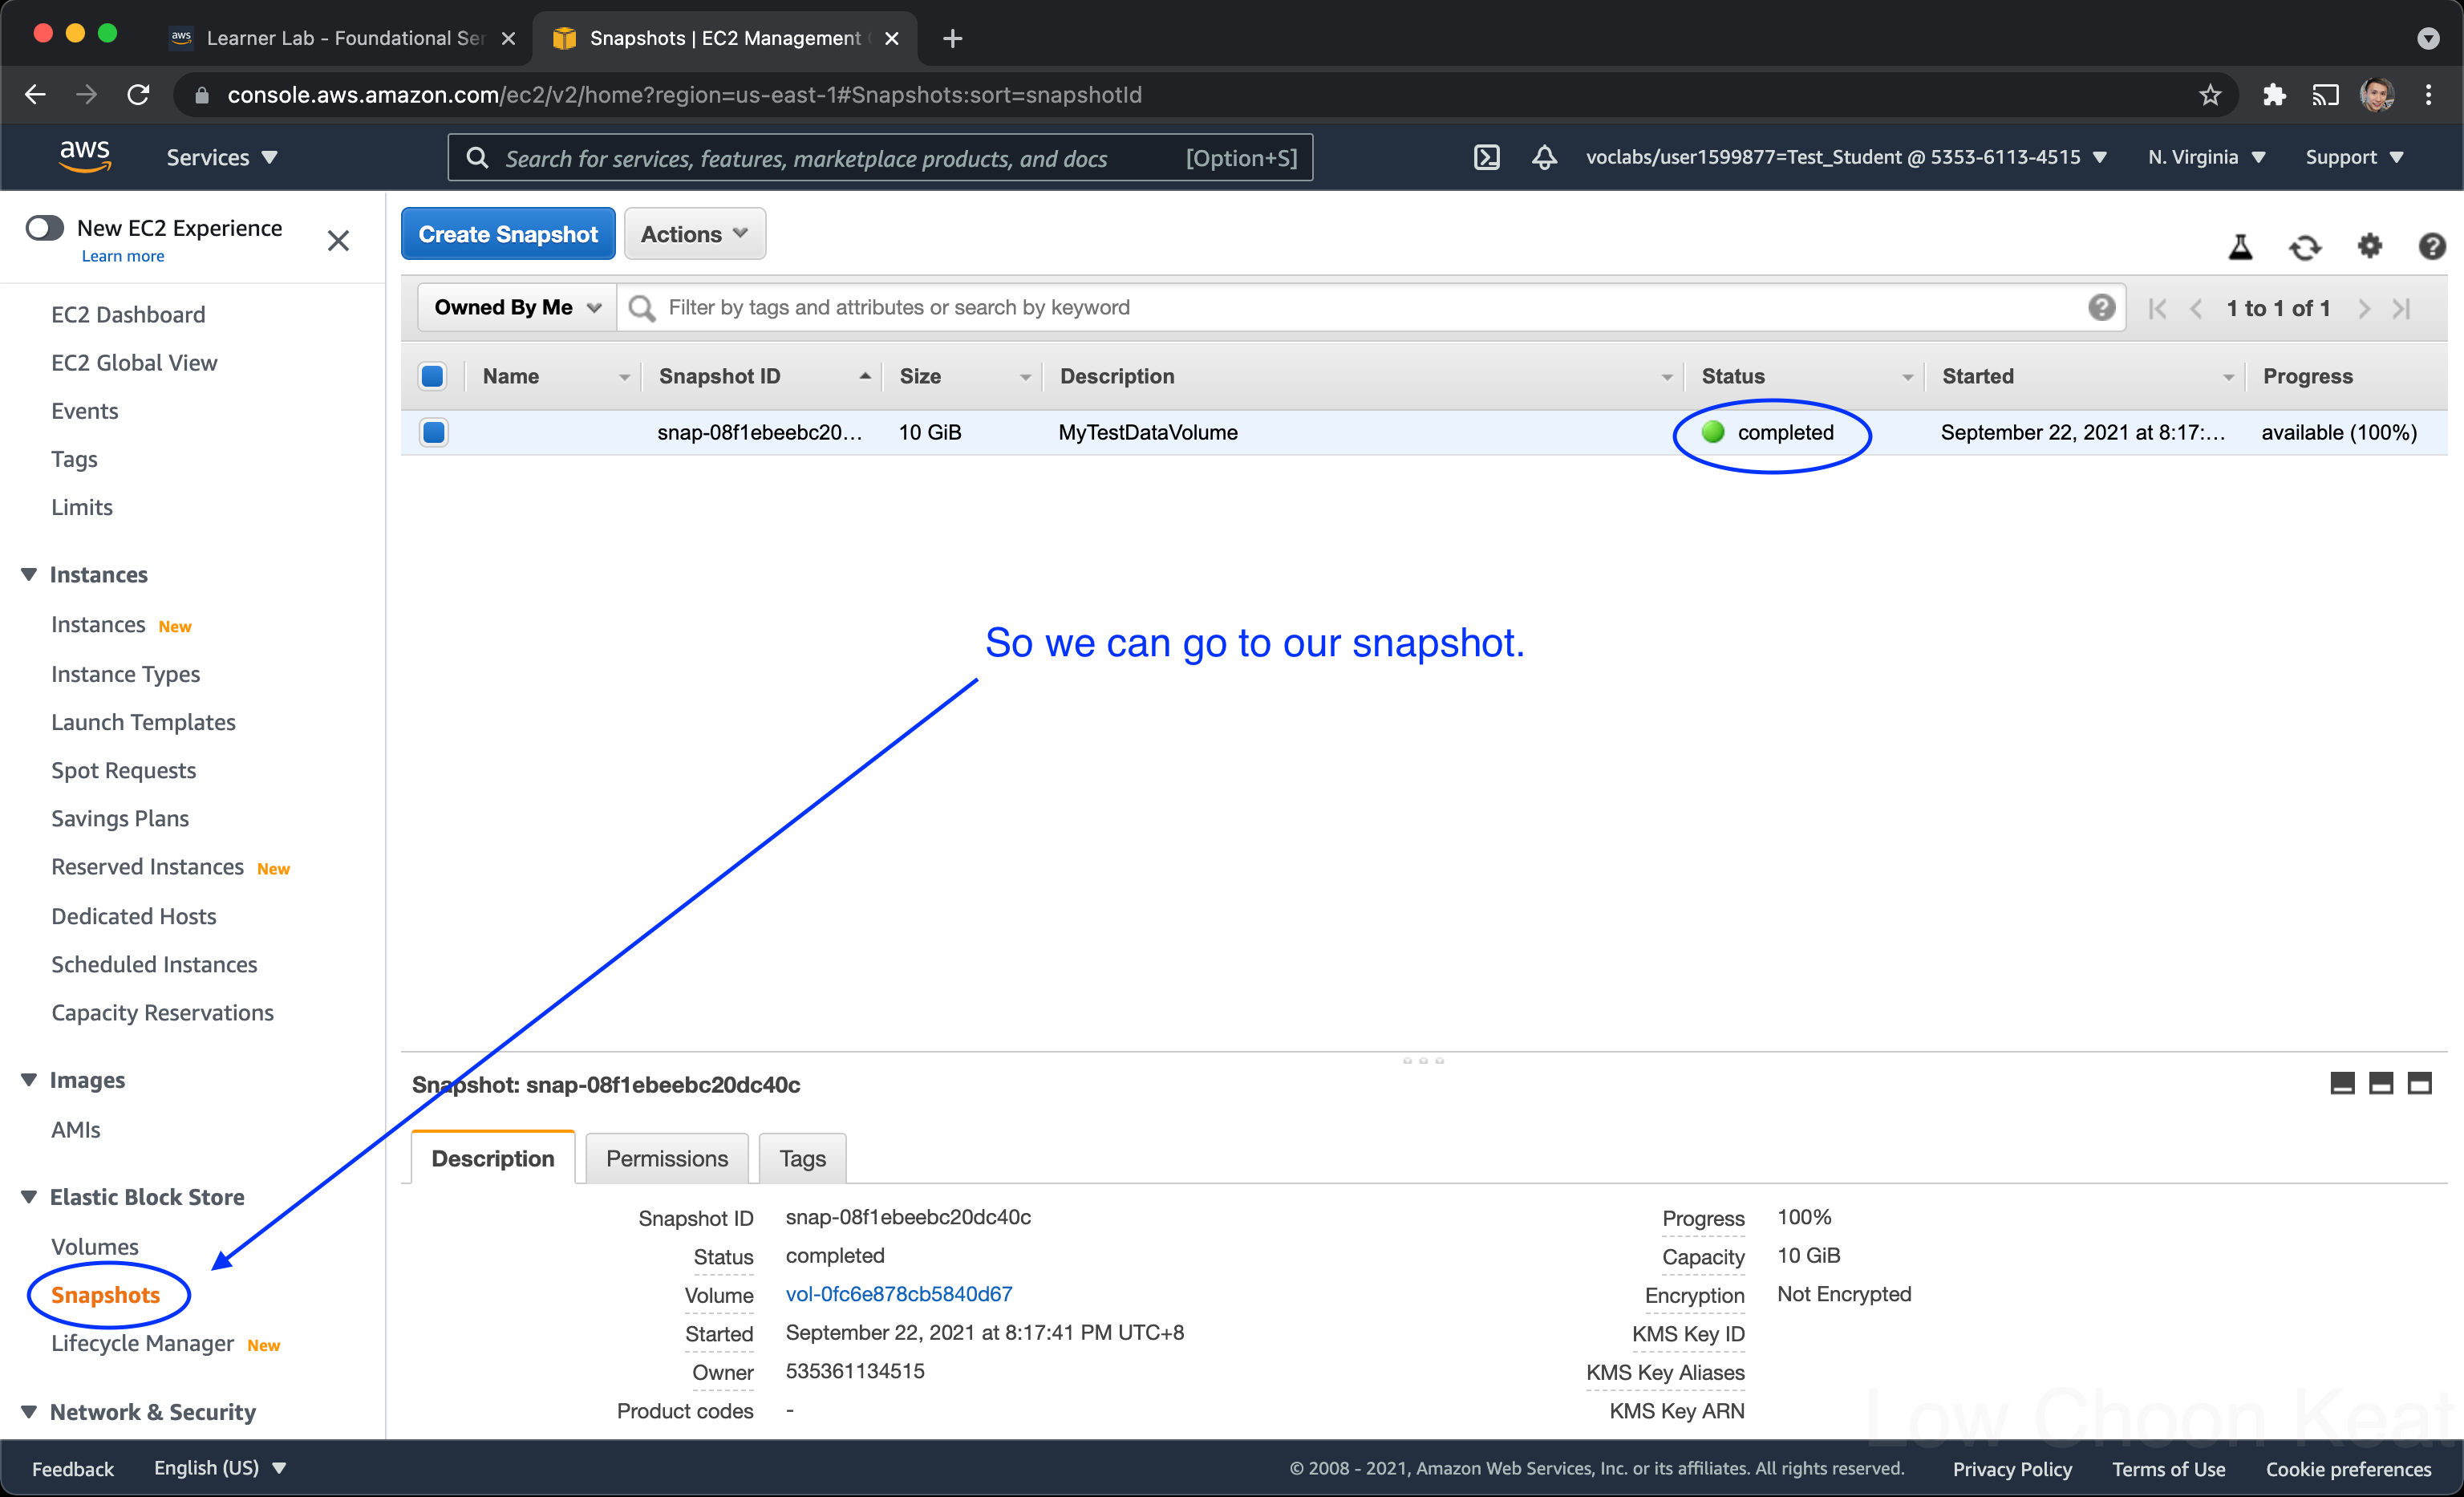 aws Learner Lab - Foundational Ser
Snapshots | EC2 Management
console.aws.amazon.com/ec2/v2/home?region=us-east-1#Snapshots:sort=snapshotId
aws Services Search for services, features, marketplace products, and docs [Option+S] voclabs/user1599877=Test_Student @ 5353-6113-4515 N. Virginia Support
New EC2 Experience
Learn more
EC2 Dashboard
EC2 Global View
Events
Tags
Limits
Instances
Instances New
Instance Types
Launch Templates
Spot Requests
Savings Plans
Reserved Instances New
Dedicated Hosts
Scheduled Instances
Capacity Reservations
Images
AMIs
Elastic Block Store
Volumes
Snapshots
Lifecycle Manager New
Network & Security
Create Snapshot Actions
Owned By Me Filter by tags and attributes or search by keyword 1 to 1 of 1
Name Snapshot ID Size Description Status Started Progress
snap-08f1ebeebc20... 10 GiB MyTestDataVolume completed September 22, 2021 at 8:17:... available (100%)
So we can go to our snapshot.
Snapshot: snap-08f1ebeebc20dc40c
Description Permissions Tags
Snapshot ID snap-08f1ebeebc20dc40c
Status completed
Volume vol-0fc6e878cb5840d67
Started September 22, 2021 at 8:17:41 PM UTC+8
Owner 535361134515
Product codes -
Progress 100%
Capacity 10 GiB
Encryption Not Encrypted
KMS Key ID
KMS Key Aliases
KMS Key ARN
Low Choon Keat
Feedback English (US) © 2008 - 2021, Amazon Web Services, Inc. or its affiliates. All rights reserved. Privacy Policy Terms of Use Cookie preferences